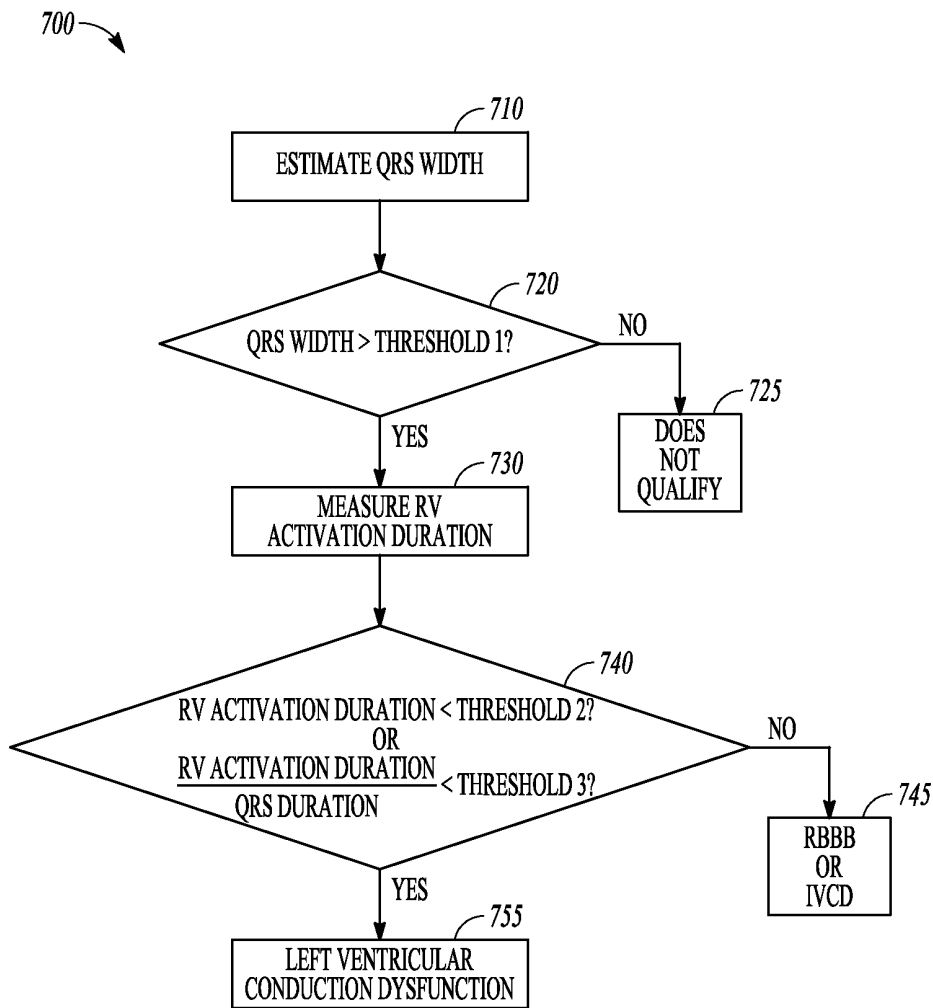 700
710
ESTIMATE QRS WIDTH
720
QRS WIDTH > THRESHOLD 1?
NO
725
DOES
NOT
QUALIFY
YES
730
MEASURE RV
ACTIVATION DURATION
740
RV ACTIVATION DURATION < THRESHOLD 2?
OR
RV ACTIVATION DURATION
QRS DURATION
< THRESHOLD 3?
NO
745
RBBB
OR
IVCD
YES
755
LEFT VENTRICULAR
CONDUCTION DYSFUNCTION